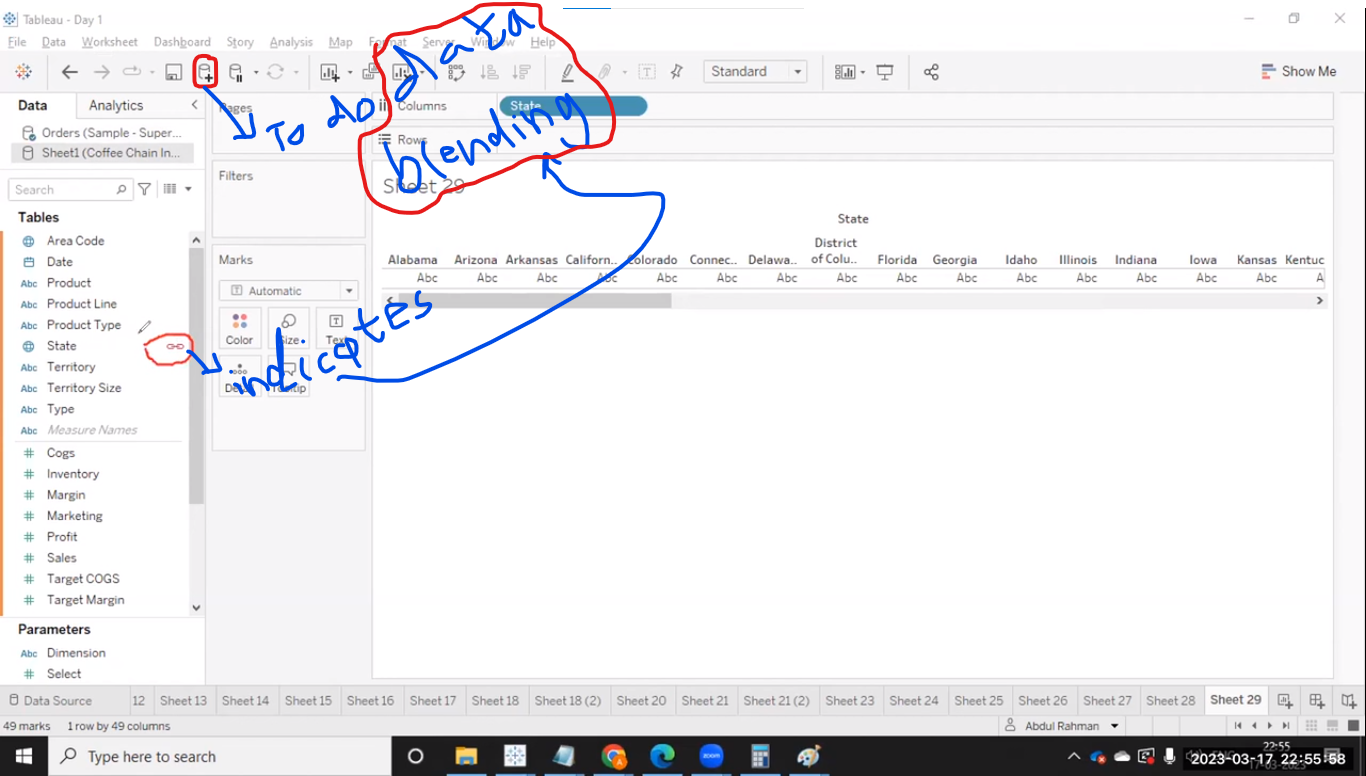 Tableau - Day 1
File Data Worksheet Dashboard Story Analysis Map Format Server Window Help
Standard
Show Me
Data Analytics
Pages
Columns State
Rows
Orders (Sample - Super...
Sheet1 (Coffee Chain In...
To do data
blending
Search
Filters
Sheet 29
Tables
Area Code
Date
Product
Product Line
Product Type
State
Territory
Territory Size
Type
Measure Names
Cogs
Inventory
Margin
Marketing
Profit
Sales
Target COGS
Target Margin
Parameters
Dimension
Select
Marks
Automatic
Color Size Text
Detail Tooltip
indicates
State
Alabama Arizona Arkansas Californ.. Colorado Connec.. Delawa.. District of Colu.. Florida Georgia Idaho Illinois Indiana Iowa Kansas Kentuc
Abc Abc Abc Abc Abc Abc Abc Abc Abc Abc Abc Abc Abc Abc Abc A
Data Source 12 Sheet 13 Sheet 14 Sheet 15 Sheet 16 Sheet 17 Sheet 18 Sheet 18 (2) Sheet 20 Sheet 21 Sheet 21 (2) Sheet 23 Sheet 24 Sheet 25 Sheet 26 Sheet 27 Sheet 28 Sheet 29
49 marks 1 row by 49 columns
Abdul Rahman
Type here to search
22:55
2023-03-17 22:55:58